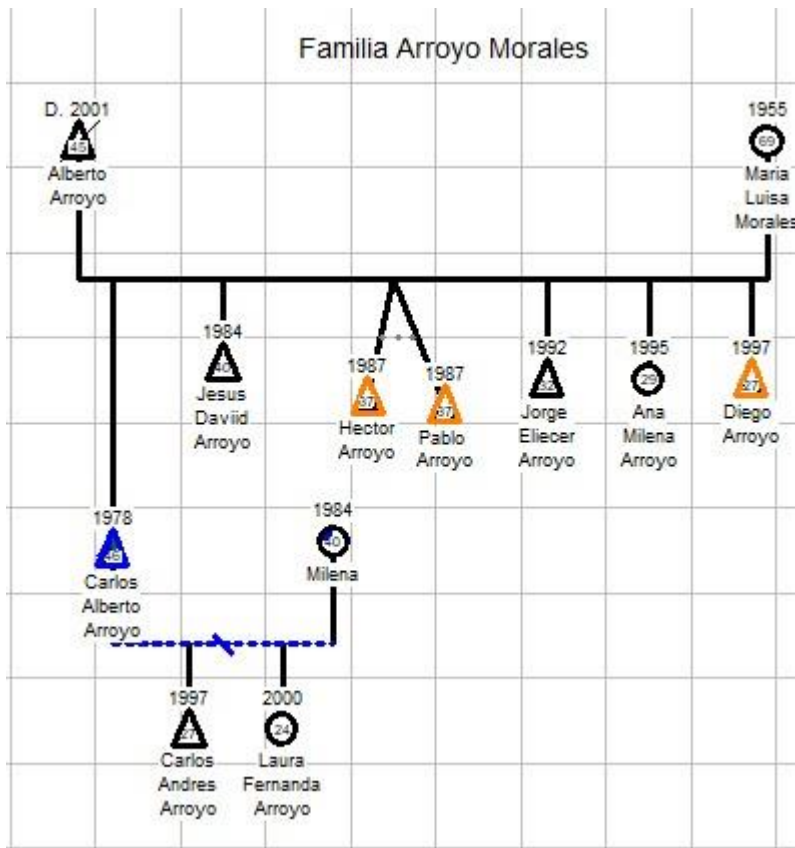 Familia Arroyo Morales
D. 2001
45
Alberto
Arroyo
1955
69
Maria
Luisa
Morales
1984
40
Jesus
Daviid
Arroyo
1987
37
Hector
Arroyo
1987
37
Pablo
Arroyo
1992
32
Jorge
Eliecer
Arroyo
1995
29
Ana
Milena
Arroyo
1997
27
Diego
Arroyo
1978
46
Carlos
Alberto
Arroyo
1984
40
Milena
1997
27
Carlos
Andres
Arroyo
2000
24
Laura
Fernanda
Arroyo